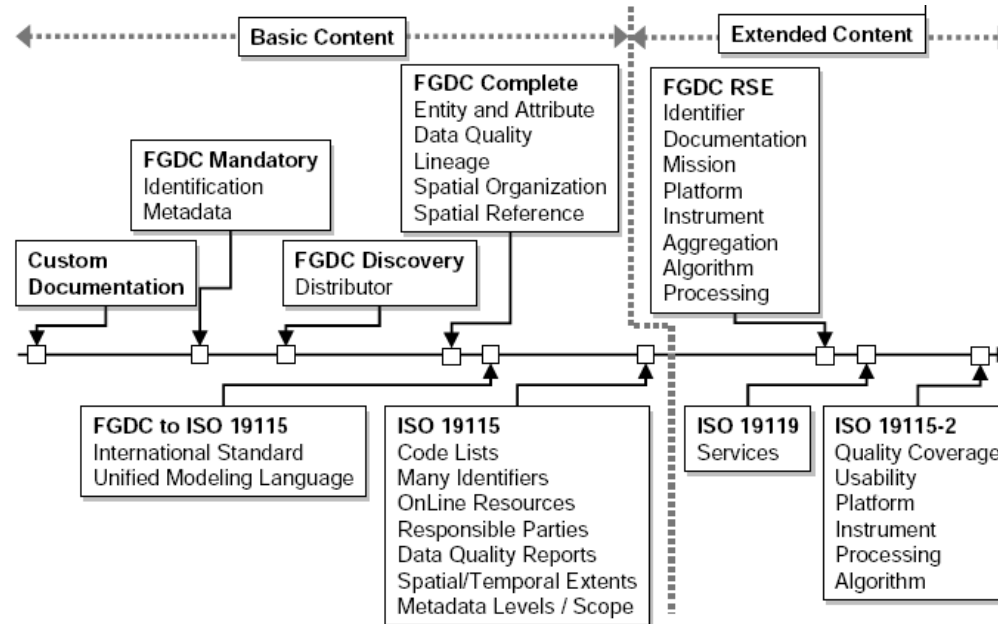 Basic Content
Extended Content
FGDC Complete
Entity and Attribute
Data Quality
Lineage
Spatial Organization
Spatial Reference
FGDC RSE
Identifier
Documentation
Mission
Platform
Instrument
Aggregation
Algorithm
Processing
FGDC Mandatory
Identification
Metadata
Custom
Documentation
FGDC Discovery
Distributor
FGDC to ISO 19115
International Standard
Unified Modeling Language
ISO 19115
Code Lists
Many Identifiers
OnLine Resources
Responsible Parties
Data Quality Reports
Spatial/Temporal Extents
Metadata Levels / Scope
ISO 19119
Services
ISO 19115-2
Quality Coverage
Usability
Platform
Instrument
Processing
Algorithm